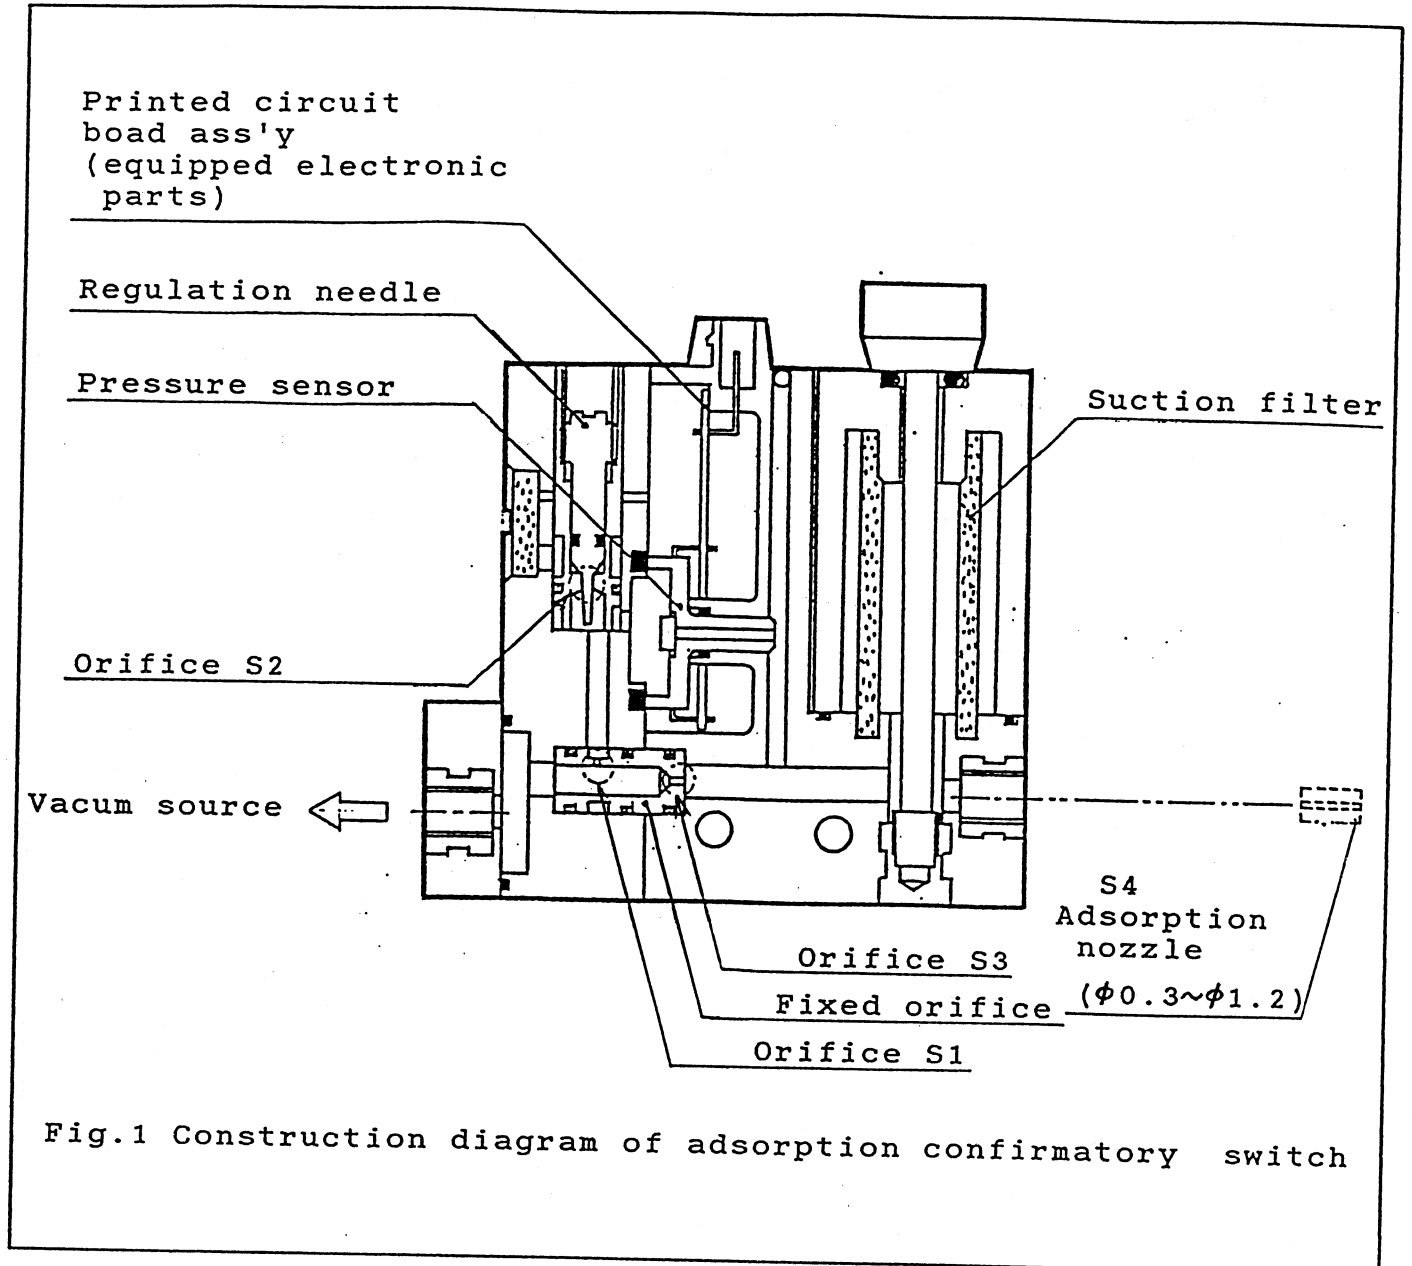 Printed circuit
boad ass'y
(equipped electronic
parts)
Regulation needle
Pressure sensor
Suction filter
Orifice S2
Vacum source
S4
Adsorption
nozzle
(φ0.3~φ1.2)
Orifice S3
Fixed orifice
Orifice S1
Fig.1 Construction diagram of adsorption confirmatory switch